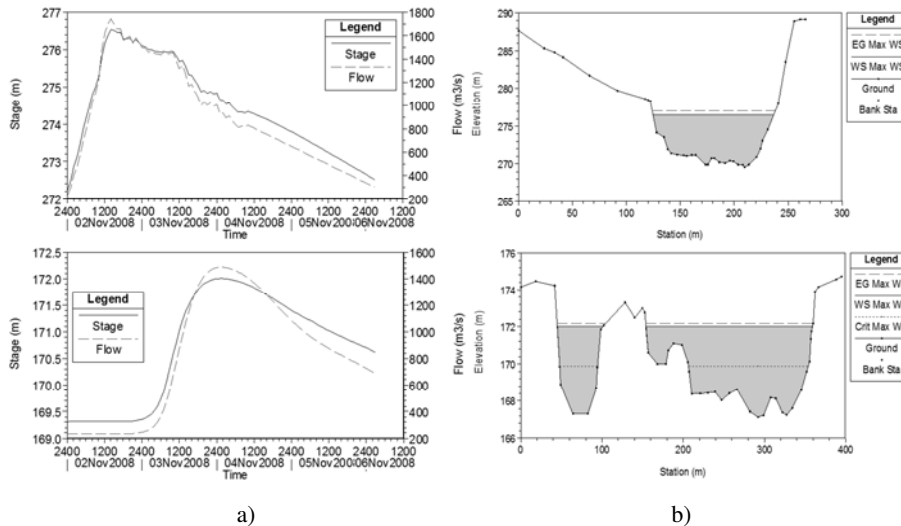 277
276
275
274
273
272
Stage (m)
Legend
Stage
Flow
1800
1600
1400
1200
1000
800
600
400
200
Flow (m3/s)
2400 1200 2400 1200 2400 1200 2400 1200 2400 1200
02Nov2008 | 03Nov2008 | 04Nov2008 |
Time
290
285
280
275
270
265
Elevation (m)
0 50 100 150 200 250 300
Station (m)
Legend
EG Max WS
WS Max WS
Ground
Bank Sta
172.5
172.0
171.5
171.0
170.5
170.0
169.5
169.0
Stage (m)
Legend
Stage
Flow
1600
1400
1200
1000
800
600
400
200
Flow (m3/s)
2400 1200 2400 1200 2400 1200 2400 1200 2400 1200
02Nov2008 | 03Nov2008 | 04Nov2008 |
Time
176
174
172
170
168
166
Elevation (m)
0 100 200 300 400
Station (m)
Legend
EG Max W
WS Max W
Crit Max W
Ground
Bank Sta
a) b)